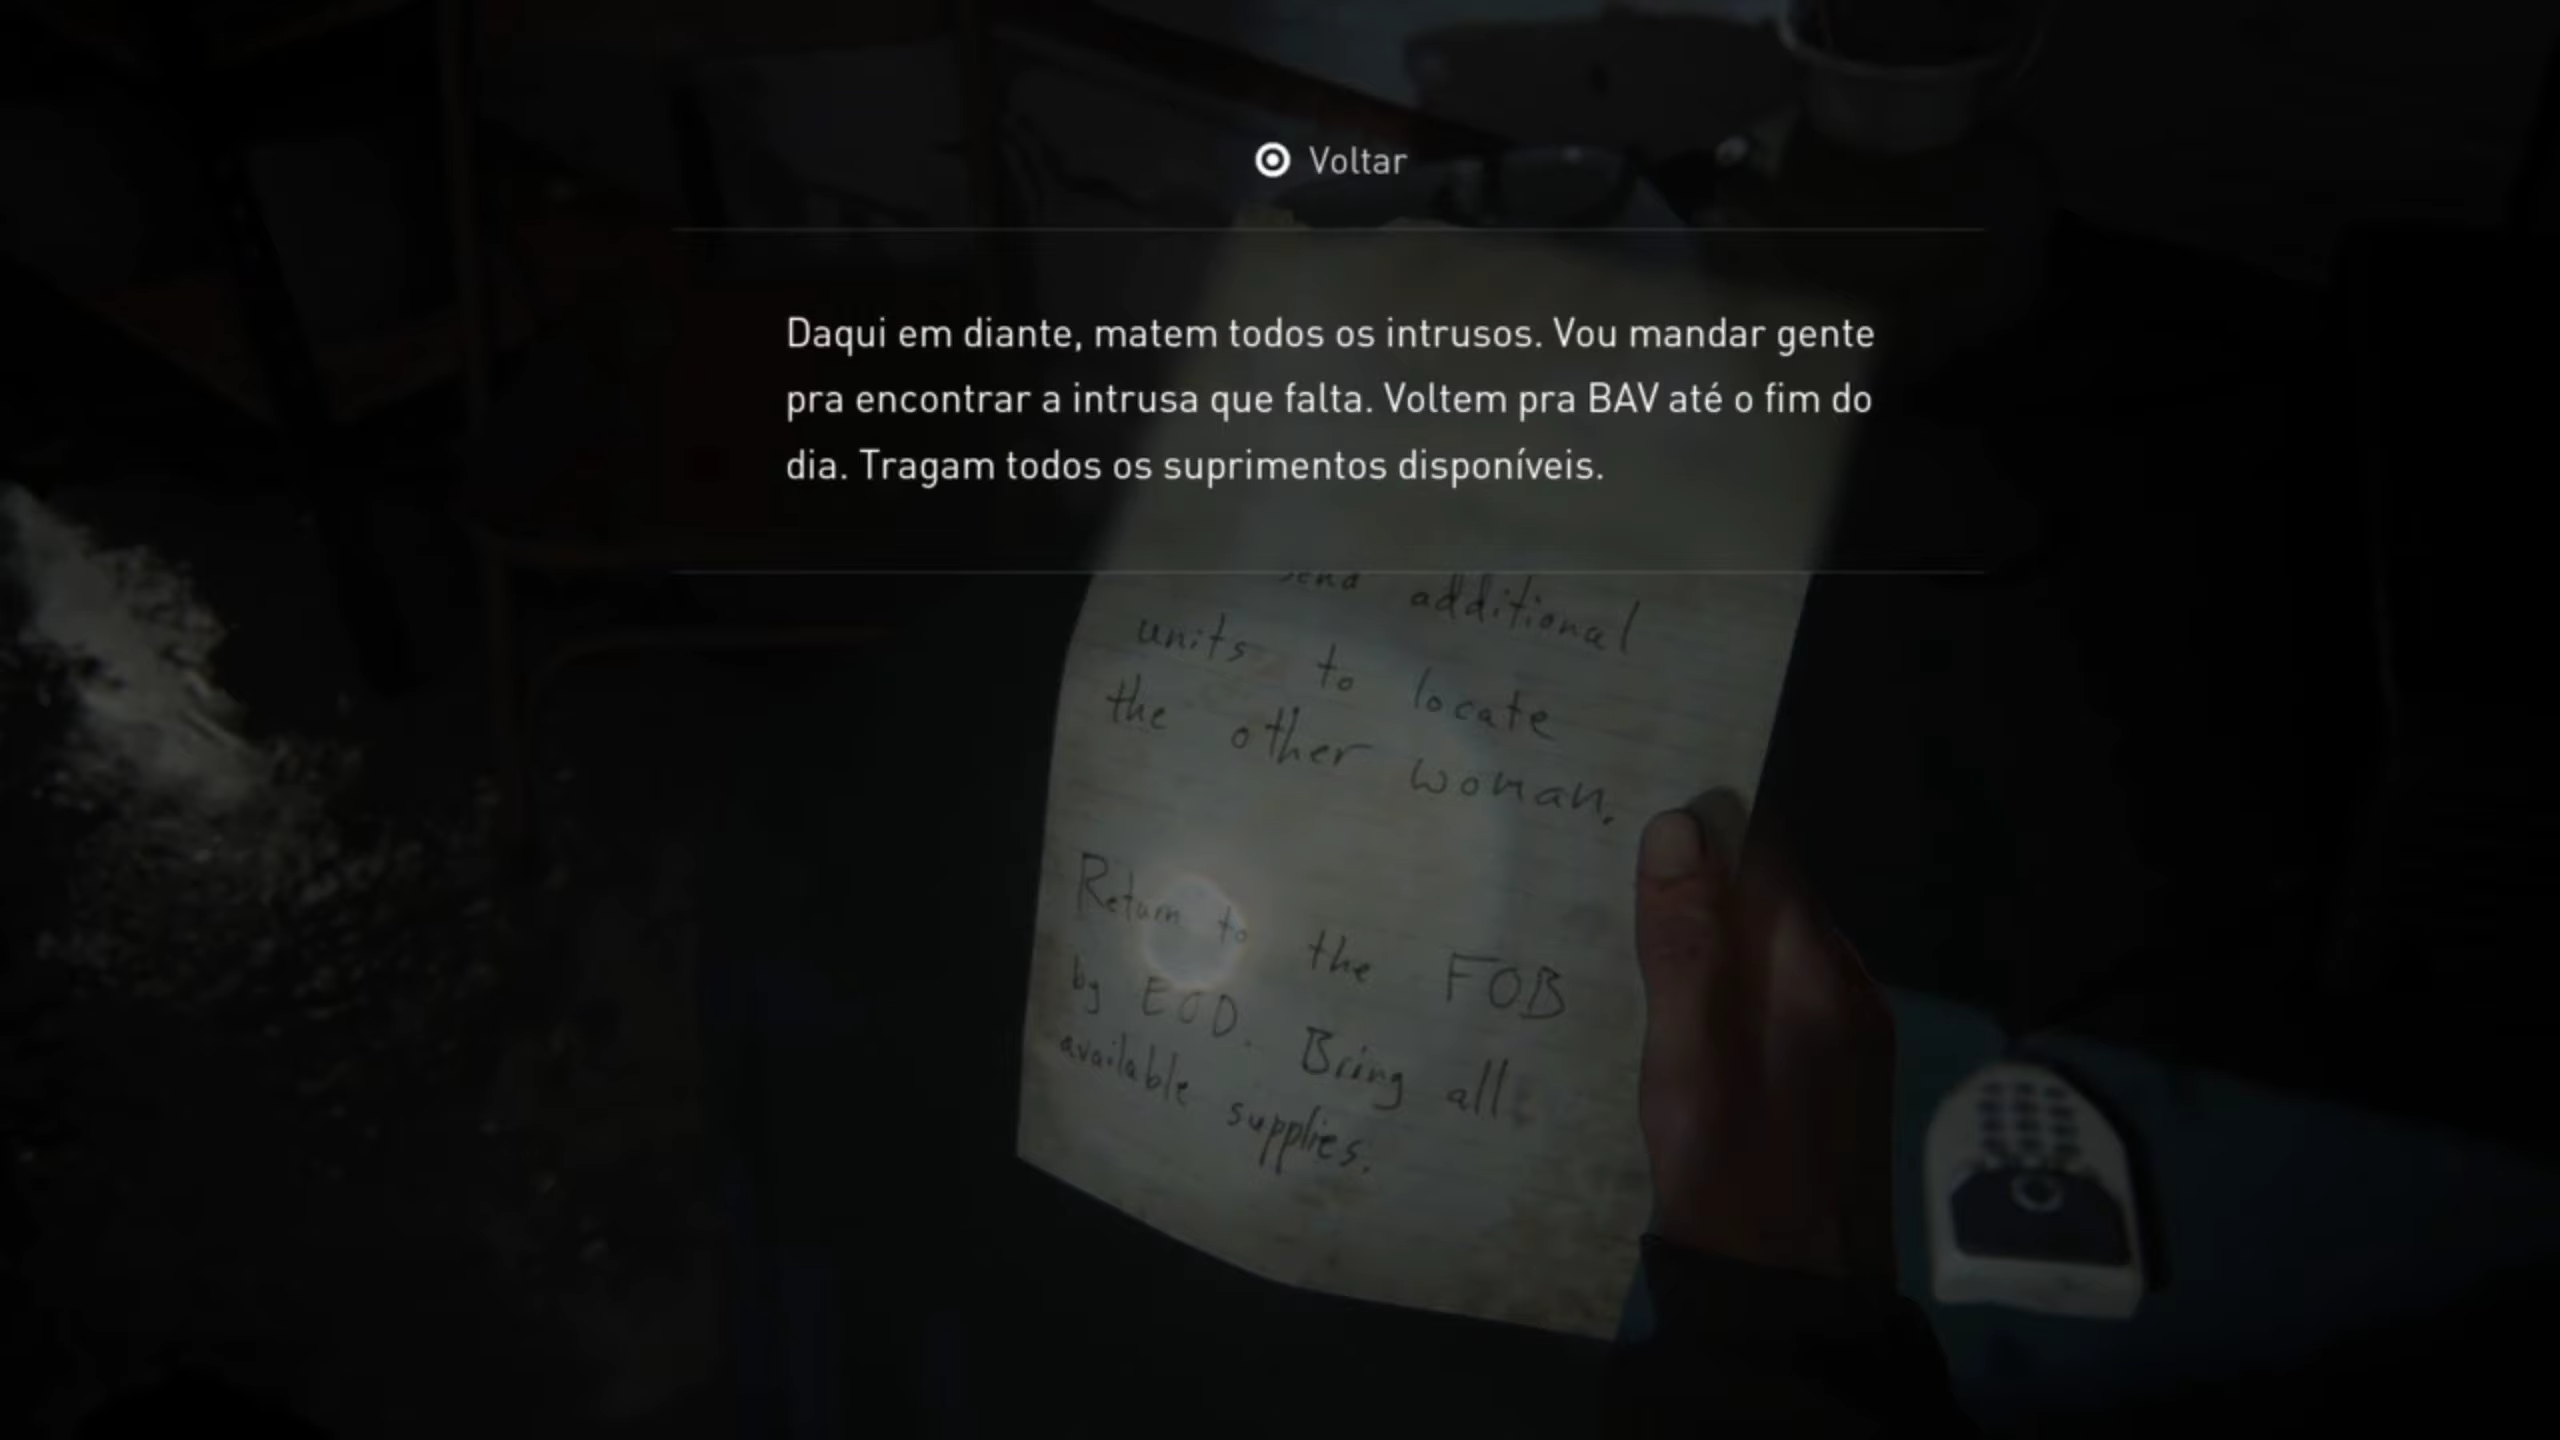 Voltar
Daqui em diante, matem todos os intrusos. Vou mandar gente
pra encontrar a intrusa que falta. Voltem pra BAV até o fim do
dia. Tragam todos os suprimentos disponíveis.
send additional
units to locate
the other woman.
Return to the FOB
by EOD. Bring all
available supplies.